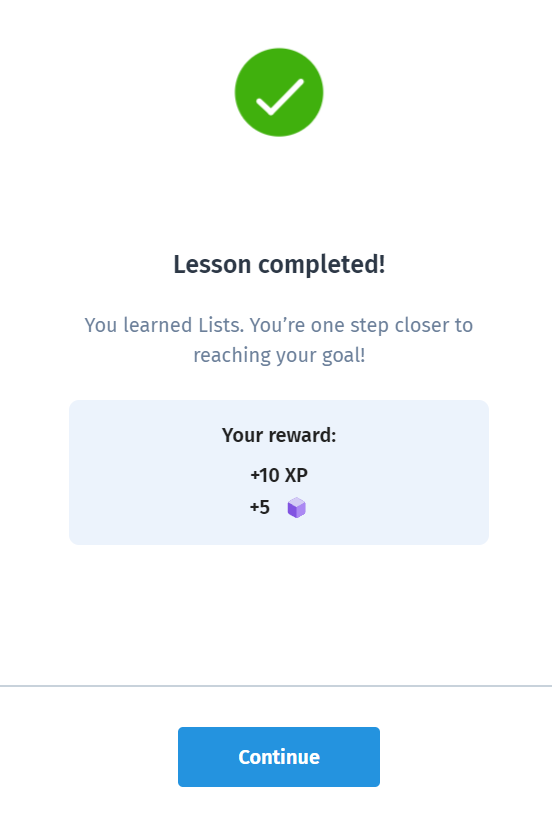 Lesson completed!
You learned Lists. You’re one step closer to
reaching your goal!
Your reward:
+10 XP
+5
Continue